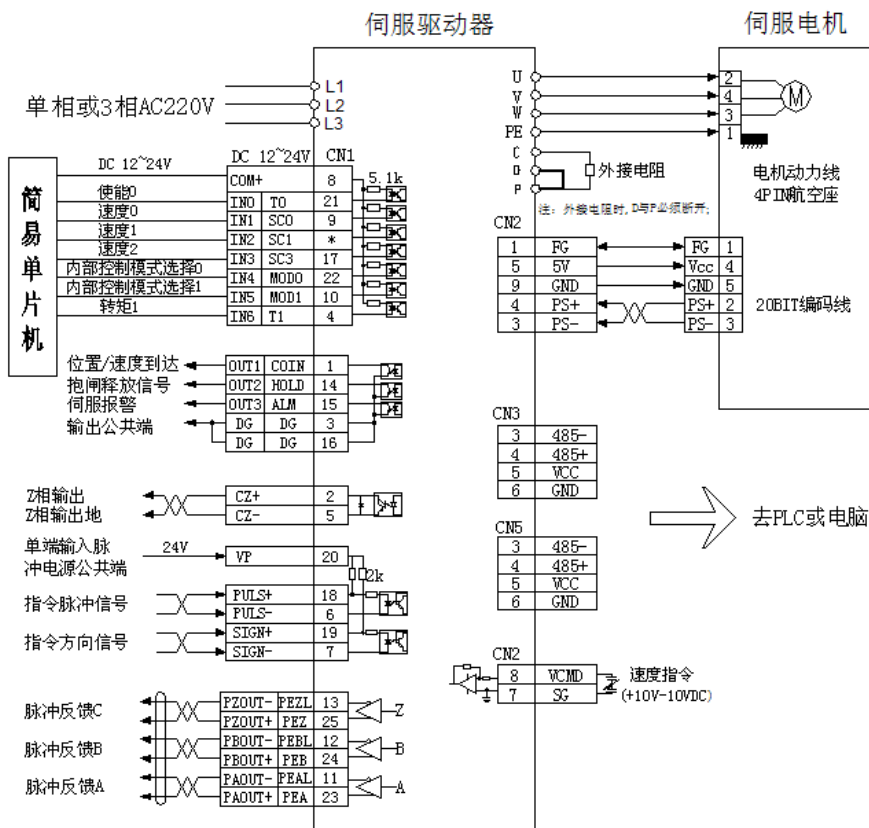 伺服驱动器
伺服电机
单相或3相AC220V
L1
L2
L3
U
V
W
PE
C
D
P
2
4
3
1
M
外接电阻
注: 外接电阻时, D与P必须断开;
电机动力线
4PIN航空座
简易单片机
DC 12~24V
DC 12~24V CN1
COM+ 8 5.1k
使能0 IN0 T0 21
速度0 IN1 SC0 9
速度1 IN2 SC1 *
速度2 IN3 SC3 17
内部控制模式选择0 IN4 MOD0 22
内部控制模式选择1 IN5 MOD1 10
转矩1 IN6 T1 4
CN2
1 FG FG 1
5 5V Vcc 4
9 GND GND 5
4 PS+ PS+ 2
3 PS- PS- 3
20BIT编码线
位置/速度到达 OUT1 COIN 1
抱闸释放信号 OUT2 HOLD 14
伺服报警 OUT3 ALM 15
输出公共端 DG DG 3
DG DG 16
CN3
3 485-
4 485+
5 VCC
6 GND
Z相输出 CZ+ 2
Z相输出地 CZ- 5
去PLC或电脑
CN5
3 485-
4 485+
5 VCC
6 GND
单端输入脉
冲电源公共端
24V VP 20
2k
指令脉冲信号
PULS+ 18
PULS- 6
指令方向信号
SIGN+ 19
SIGN- 7
CN2
8 VCMD
7 SG
速度指令
(+10V-10VDC)
脉冲反馈C
PZOUT- PEZL 13
PZOUT+ PEZ 25
Z
脉冲反馈B
PBOUT- PEBL 12
PBOUT+ PEB 24
B
脉冲反馈A
PAOUT- PEAL 11
PAOUT+ PEA 23
A